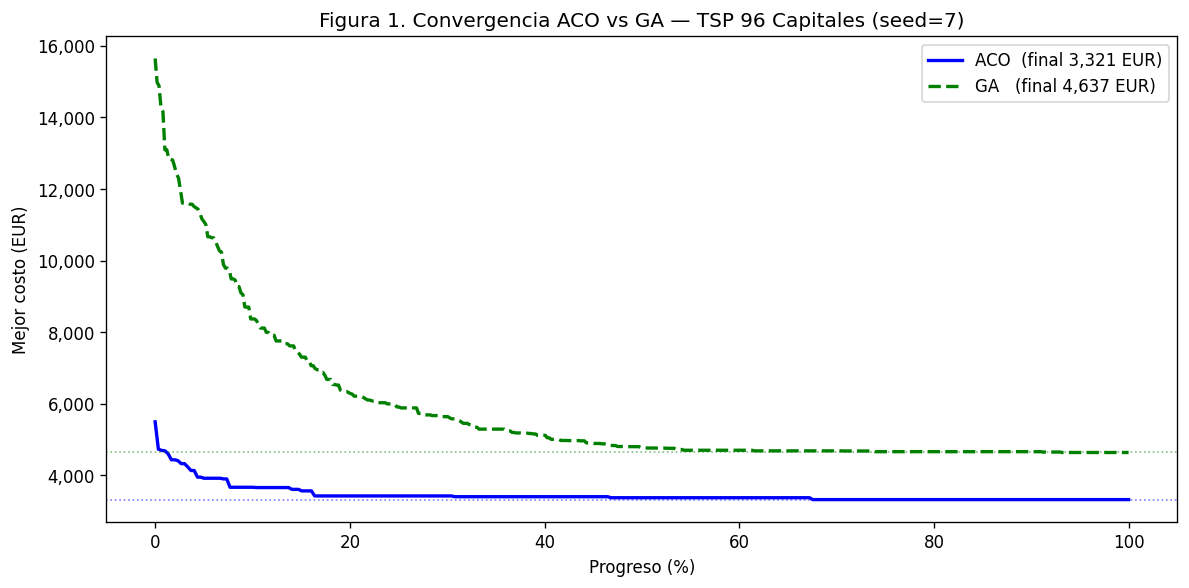 Figura 1. Convergencia ACO vs GA — TSP 96 Capitales (seed=7)
ACO (final 3,321 EUR)
GA (final 4,637 EUR)
Mejor costo (EUR)
16,000
14,000
12,000
10,000
8,000
6,000
4,000
0 20 40 60 80 100
Progreso (%)